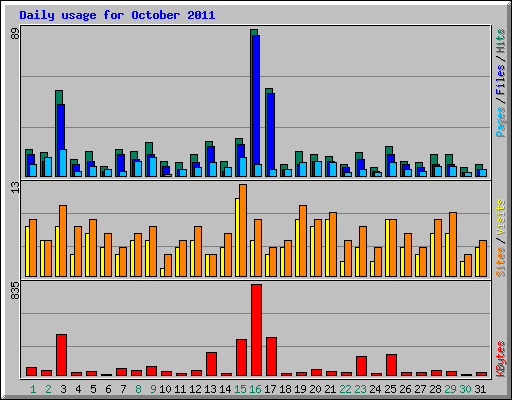 Daily usage for October 2011
89
Pages / Files / Hits
13
Sites / Visits
835
KBytes
1 2 3 4 5 6 7 8 9 10 11 12 13 14 15 16 17 18 19 20 21 22 23 24 25 26 27 28 29 30 31